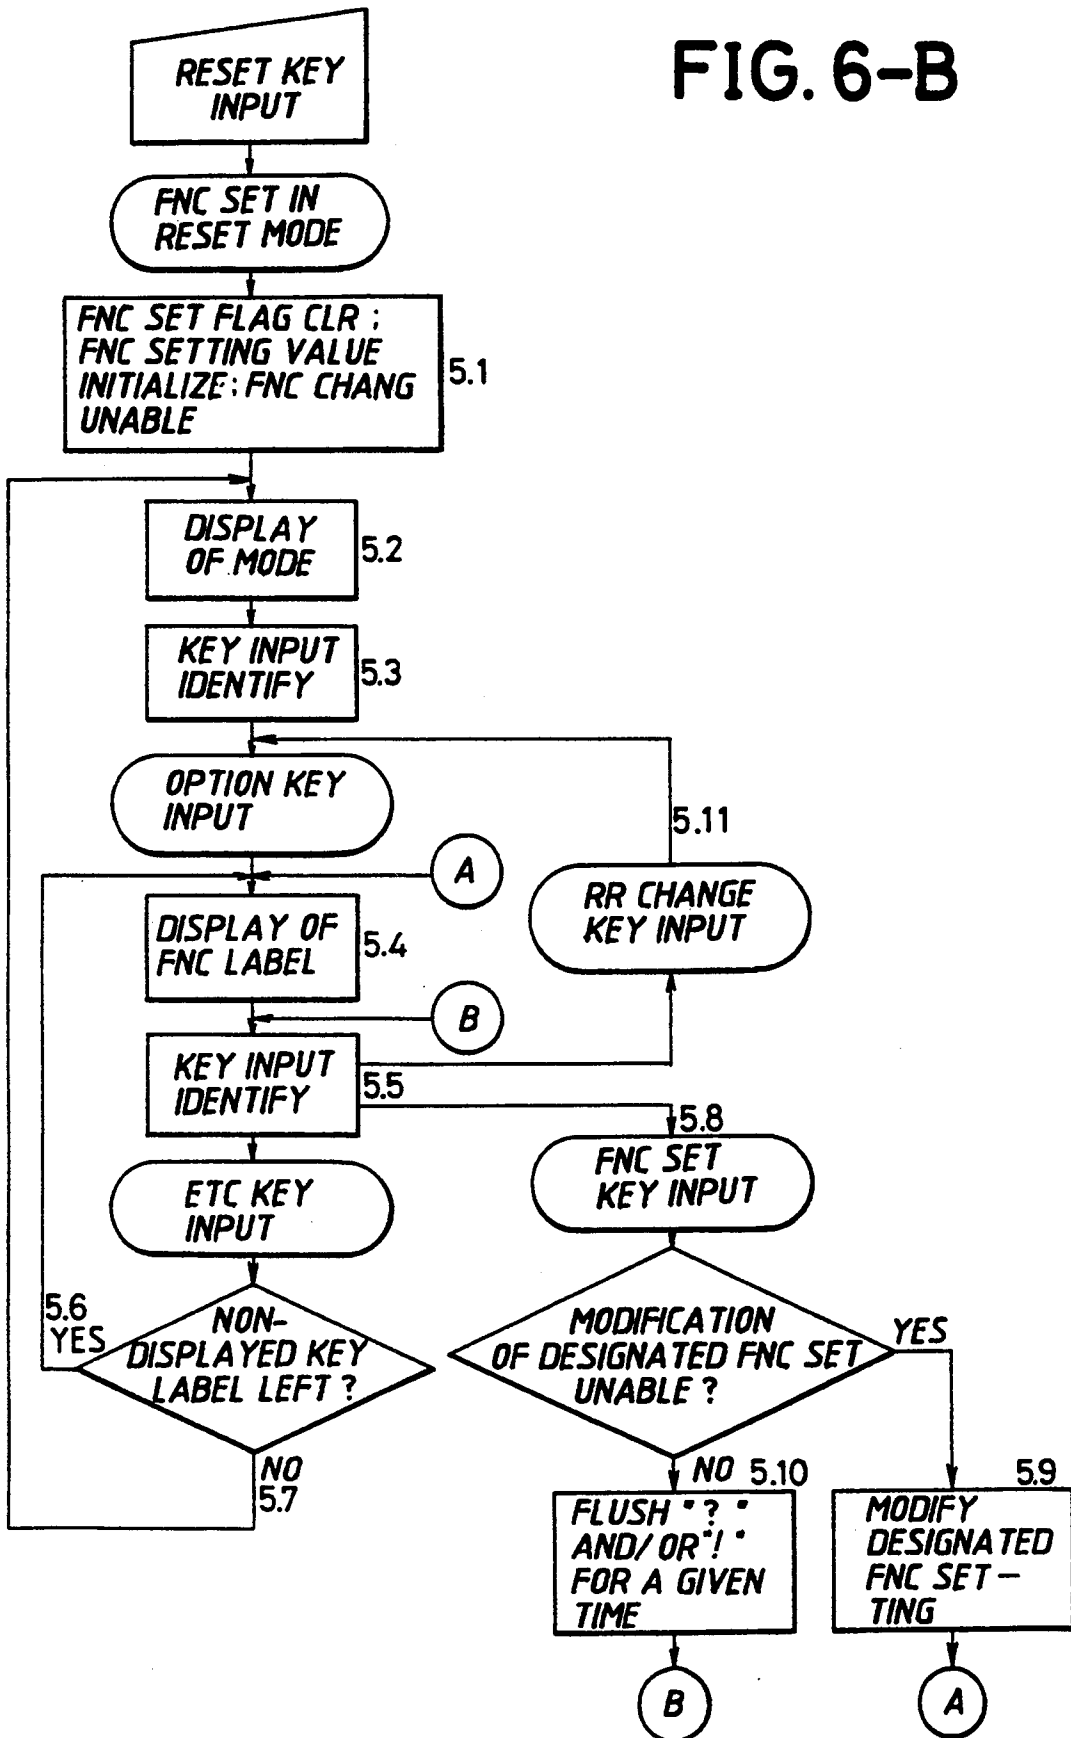 FIG. 6-B
RESET KEY
INPUT
FNC SET IN
RESET MODE
FNC SET FLAG CLR ;
FNC SETTING VALUE
INITIALIZE ; FNC CHANG
UNABLE
5.1
DISPLAY
OF MODE
5.2
KEY INPUT
IDENTIFY
5.3
OPTION KEY
INPUT
5.11
A
RR CHANGE
KEY INPUT
DISPLAY OF
FNC LABEL
5.4
B
KEY INPUT
IDENTIFY
5.5
5.8
FNC SET
KEY INPUT
ETC KEY
INPUT
5.6
YES
NON-
DISPLAYED KEY
LABEL LEFT ?
NO
5.7
MODIFICATION
OF DESIGNATED FNC SET
UNABLE ?
YES
NO 5.10
5.9
FLUSH "?"
AND/OR "!"
FOR A GIVEN
TIME
MODIFY
DESIGNATED
FNC SET-
TING
B
A